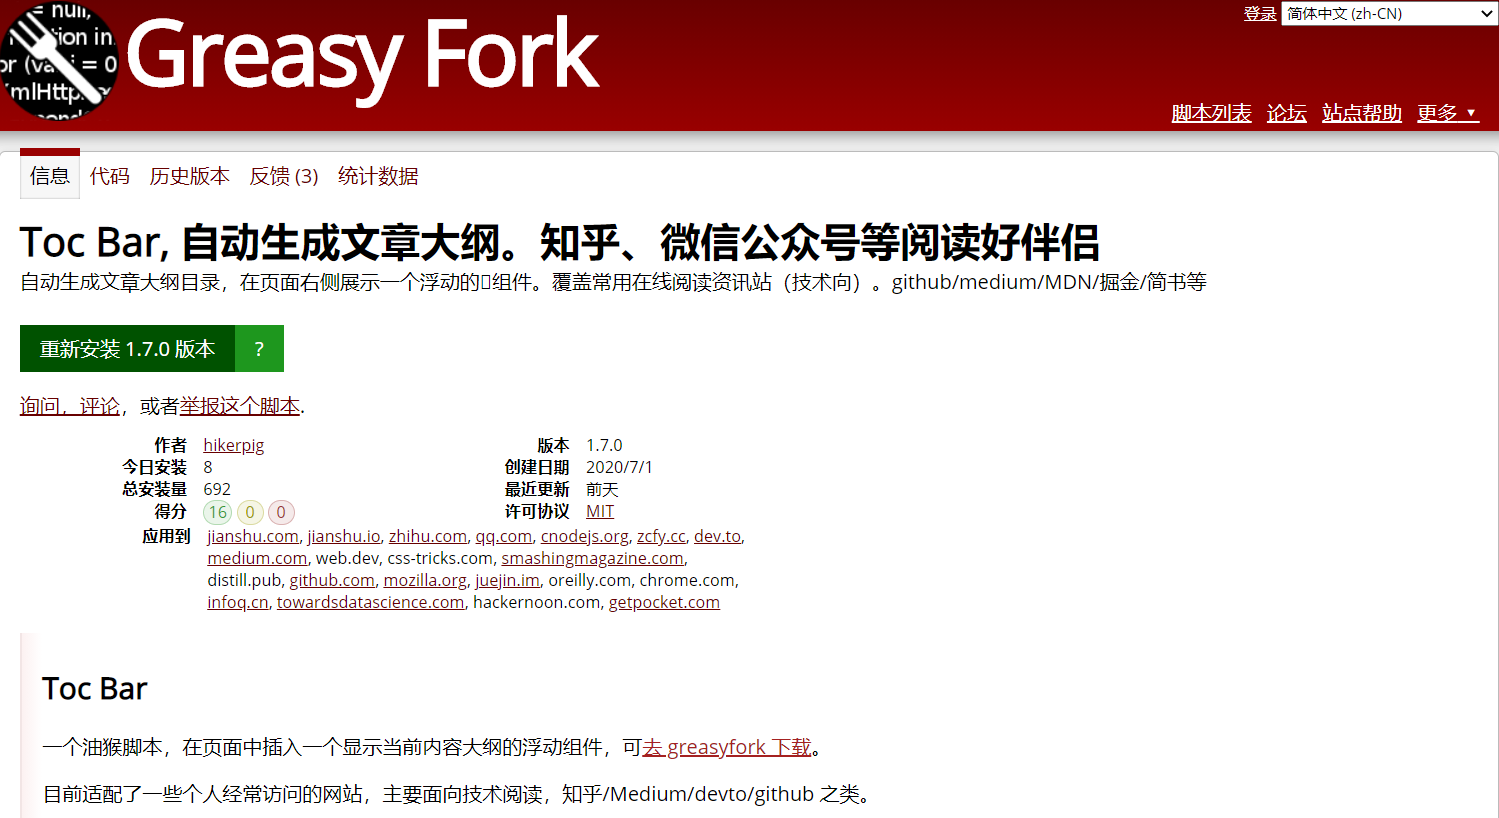 = null,
ion in
or (va i = 0
mlHttp
Greasy Fork
登录 简体中文 (zh-CN)
脚本列表 论坛 站点帮助 更多 ▼
信息 代码 历史版本 反馈 (3) 统计数据
Toc Bar, 自动生成文章大纲。知乎、微信公众号等阅读好伴侣
自动生成文章大纲目录，在页面右侧展示一个浮动的▯组件。覆盖常用在线阅读资讯站（技术向）。github/medium/MDN/掘金/简书等
重新安装 1.7.0 版本 ?
询问，评论，或者举报这个脚本.
作者 hikerpig 版本 1.7.0
今日安装 8 创建日期 2020/7/1
总安装量 692 最近更新 前天
得分 16 0 0 许可协议 MIT
应用到 jianshu.com, jianshu.io, zhihu.com, qq.com, cnodejs.org, zcfy.cc, dev.to,
medium.com, web.dev, css-tricks.com, smashingmagazine.com,
distill.pub, github.com, mozilla.org, juejin.im, oreilly.com, chrome.com,
infoq.cn, towardsdatascience.com, hackernoon.com, getpocket.com
Toc Bar
一个油猴脚本，在页面中插入一个显示当前内容大纲的浮动组件，可去 greasyfork 下载。
目前适配了一些个人经常访问的网站，主要面向技术阅读，知乎/Medium/devto/github 之类。